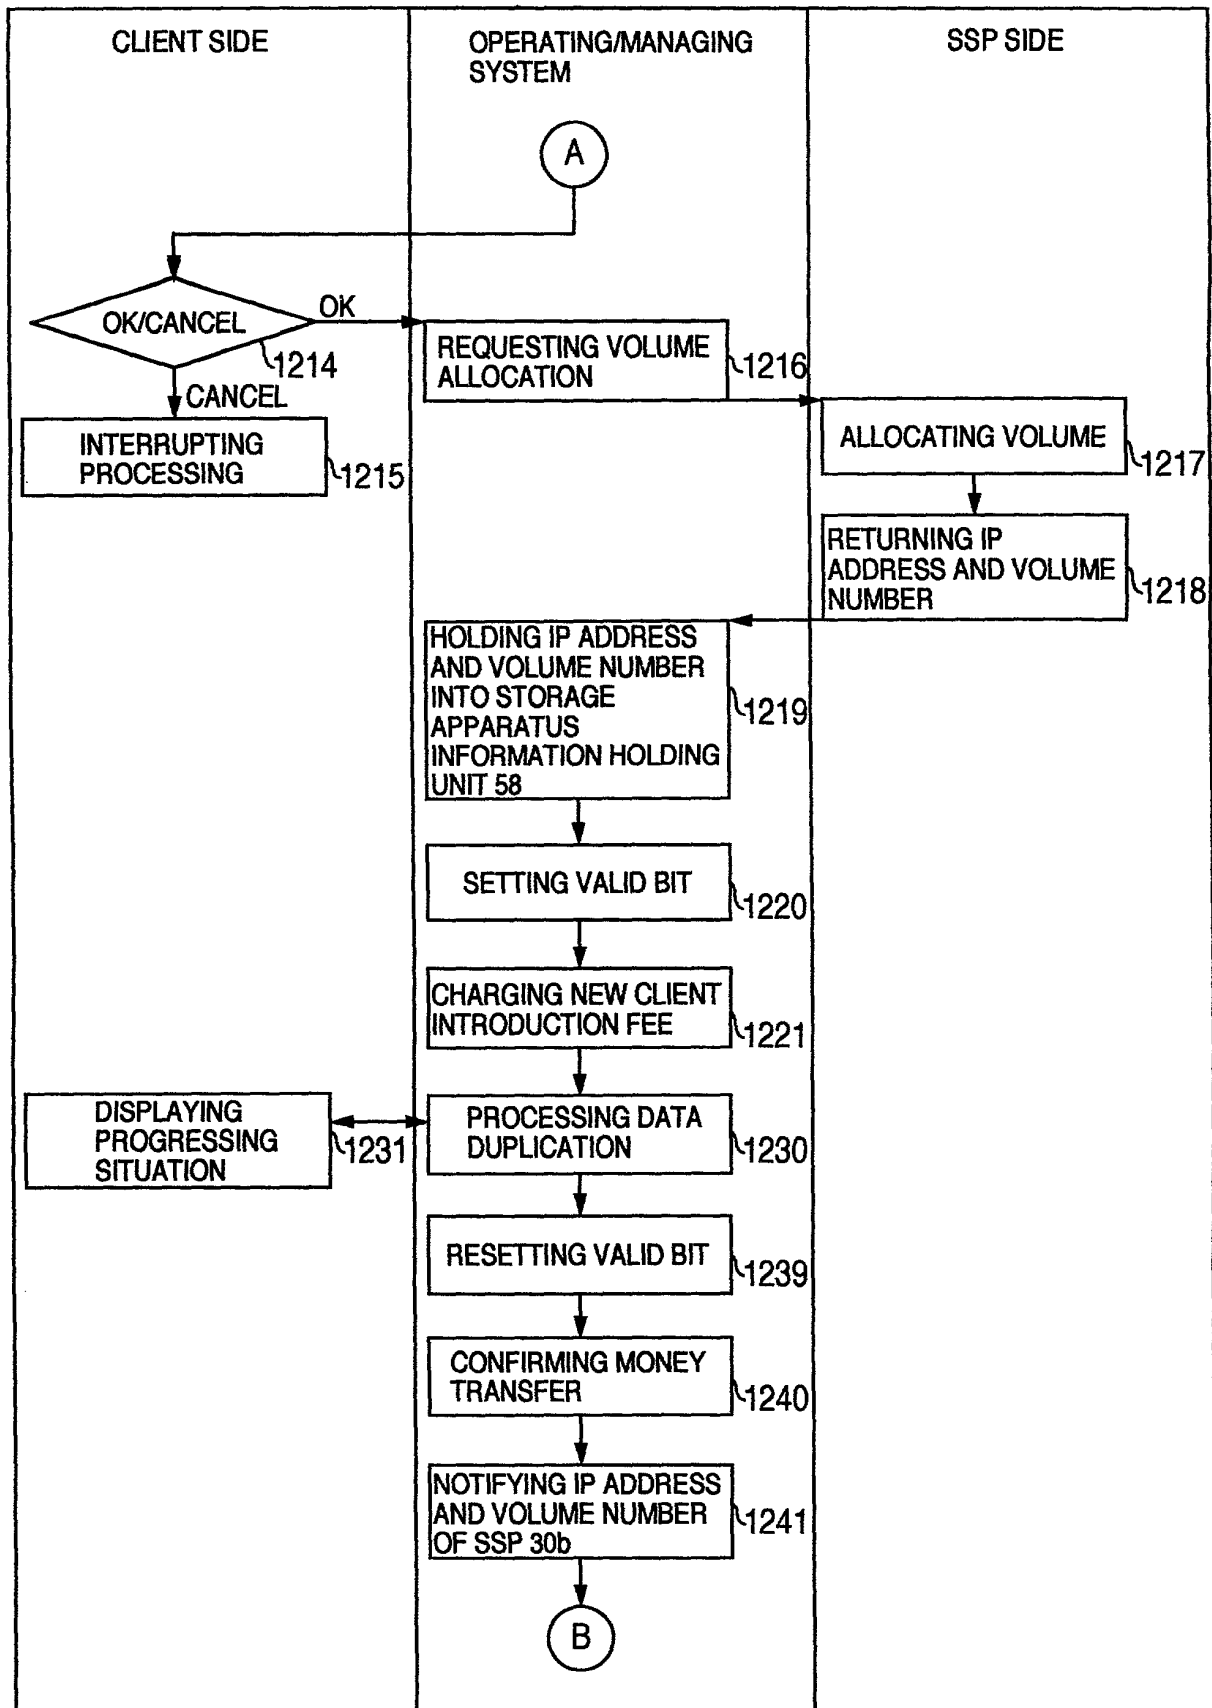 CLIENT SIDE
OPERATING/MANAGING
SYSTEM
SSP SIDE
A
OK/CANCEL
OK
1214
CANCEL
INTERRUPTING
PROCESSING
1215
REQUESTING VOLUME
ALLOCATION
1216
ALLOCATING VOLUME
1217
RETURNING IP
ADDRESS AND VOLUME
NUMBER
1218
HOLDING IP ADDRESS
AND VOLUME NUMBER
INTO STORAGE
APPARATUS
INFORMATION HOLDING
UNIT 58
1219
SETTING VALID BIT
1220
CHARGING NEW CLIENT
INTRODUCTION FEE
1221
DISPLAYING
PROGRESSING
SITUATION
1231
PROCESSING DATA
DUPLICATION
1230
RESETTING VALID BIT
1239
CONFIRMING MONEY
TRANSFER
1240
NOTIFYING IP ADDRESS
AND VOLUME NUMBER
OF SSP 30b
1241
B